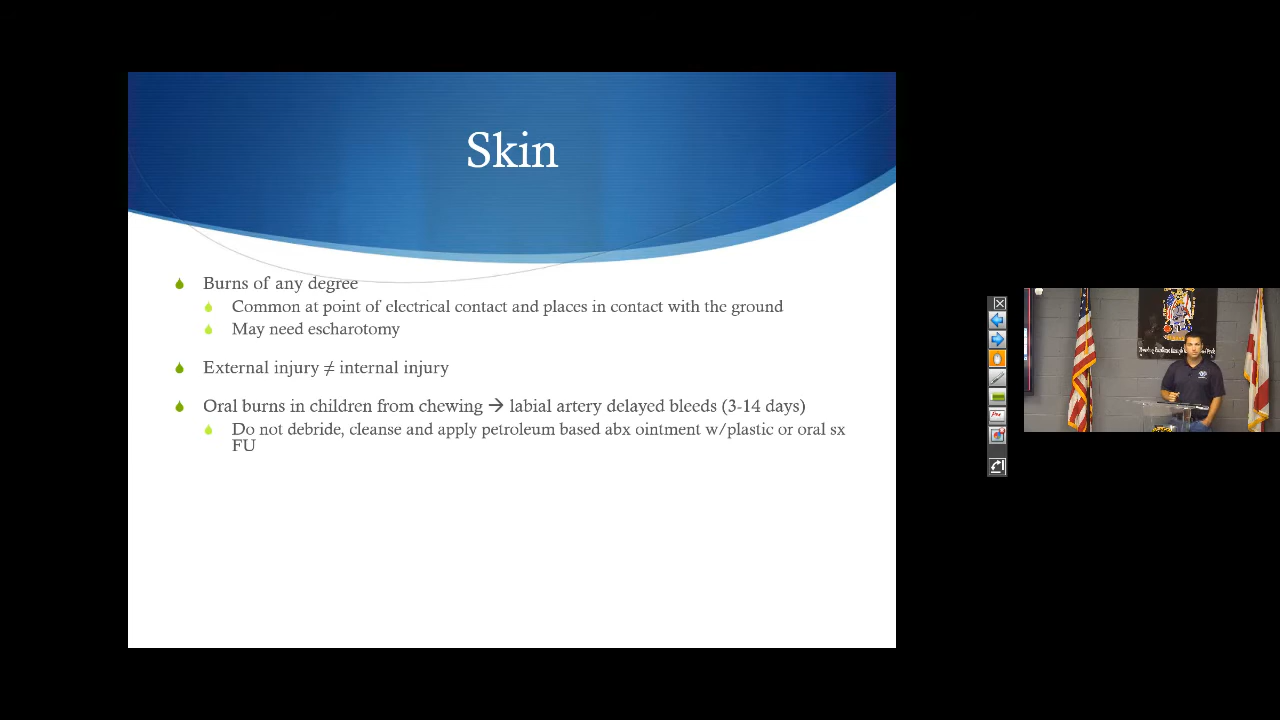 Skin
Burns of any degree
Common at point of electrical contact and places in contact with the ground
May need escharotomy
External injury ≠ internal injury
Oral burns in children from chewing → labial artery delayed bleeds (3-14 days)
Do not debride, cleanse and apply petroleum based abx ointment w/plastic or oral sx
FU